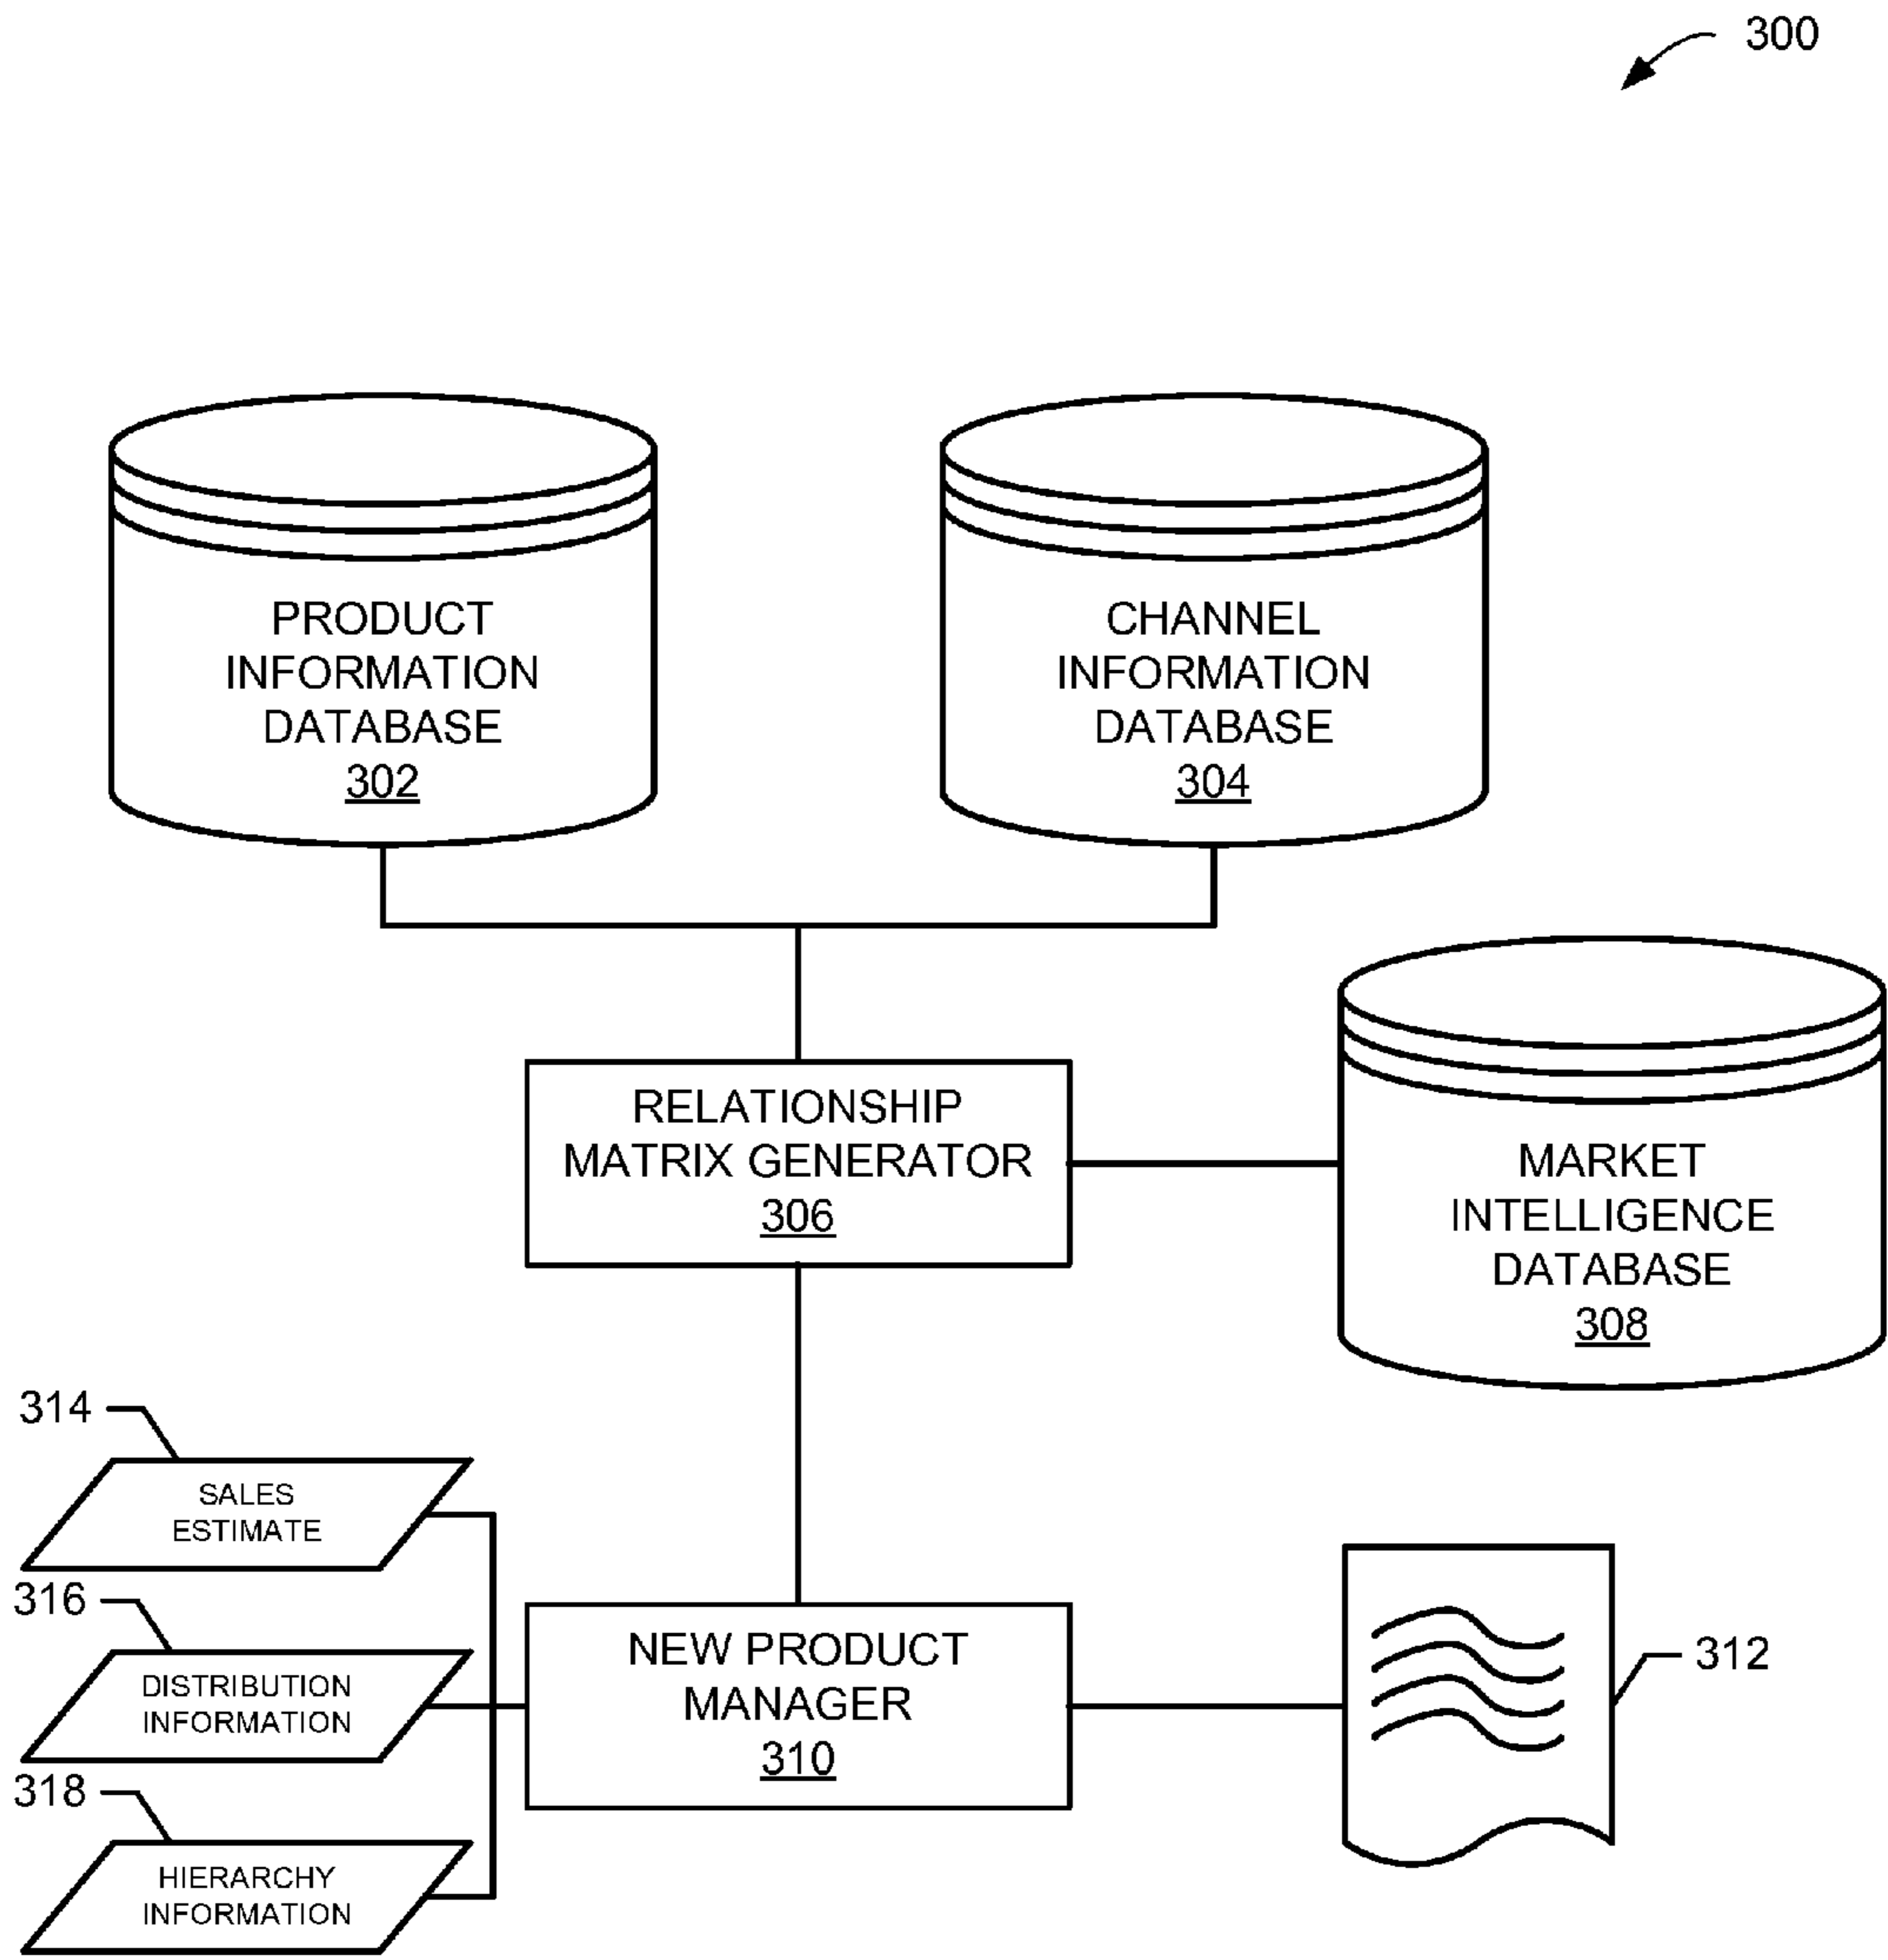 300
PRODUCT
INFORMATION
DATABASE
302
CHANNEL
INFORMATION
DATABASE
304
RELATIONSHIP
MATRIX GENERATOR
306
MARKET
INTELLIGENCE
DATABASE
308
314
SALES
ESTIMATE
316
DISTRIBUTION
INFORMATION
318
HIERARCHY
INFORMATION
NEW PRODUCT
MANAGER
310
312